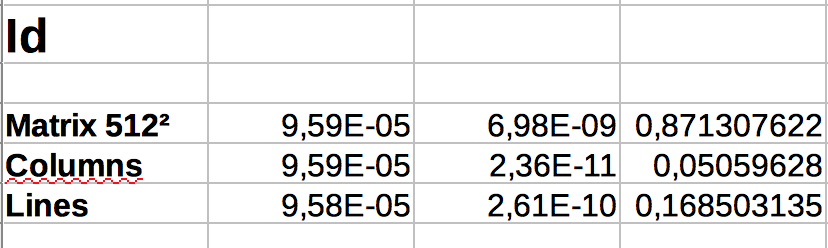 Id
Matrix 512² 9,59E-05 6,98E-09 0,871307622
Columns 9,59E-05 2,36E-11 0,05059628
Lines 9,58E-05 2,61E-10 0,168503135